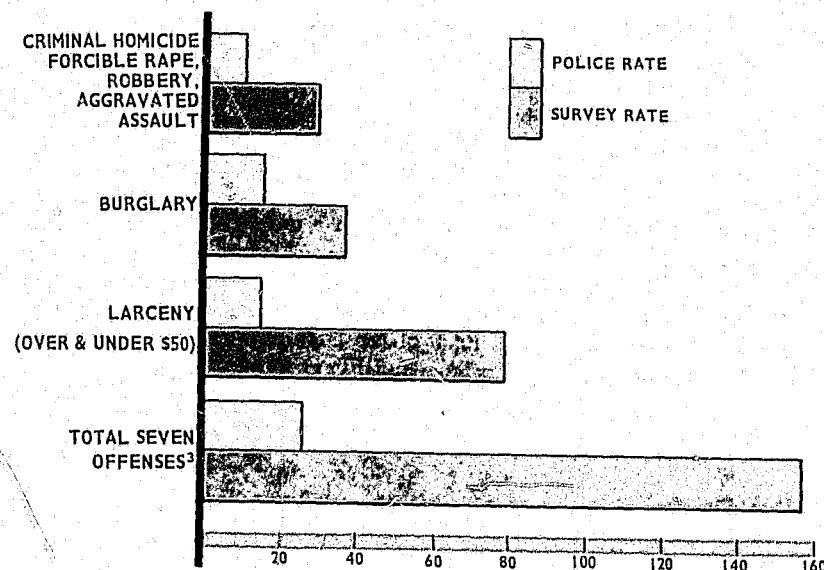 CRIMINAL HOMICIDE
FORCIBLE RAPE,
ROBBERY,
AGGRAVATED
ASSAULT
POLICE RATE
SURVEY RATE
BURGLARY
LARCENY
(OVER & UNDER $50)
TOTAL SEVEN
OFFENSES³
20 40 60 80 100 120 140 160